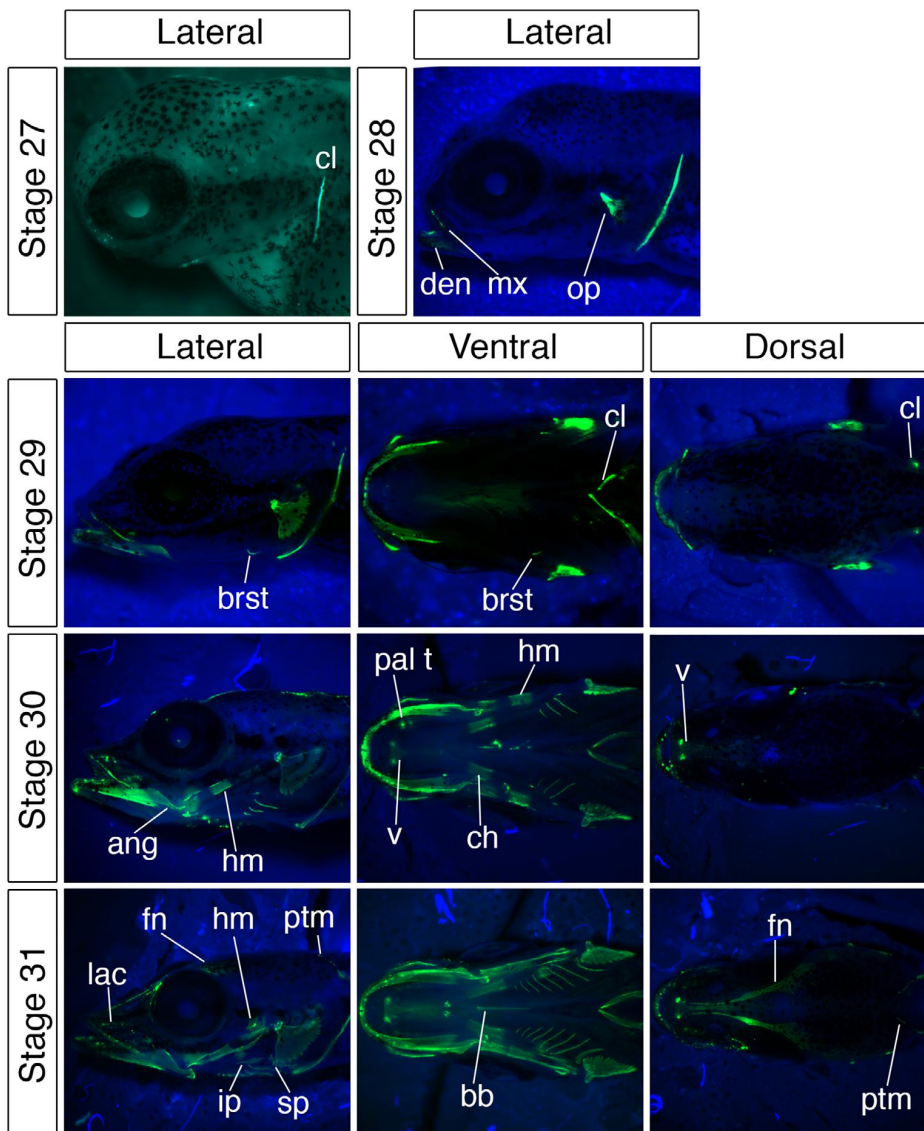 Lateral
Lateral
Stage 27
cl
Stage 28
den
mx
op
Lateral
Ventral
Dorsal
Stage 29
brst
cl
brst
cl
Stage 30
ang
hm
pal t
hm
v
ch
v
Stage 31
fn
hm
ptm
lac
ip
sp
bb
fn
ptm